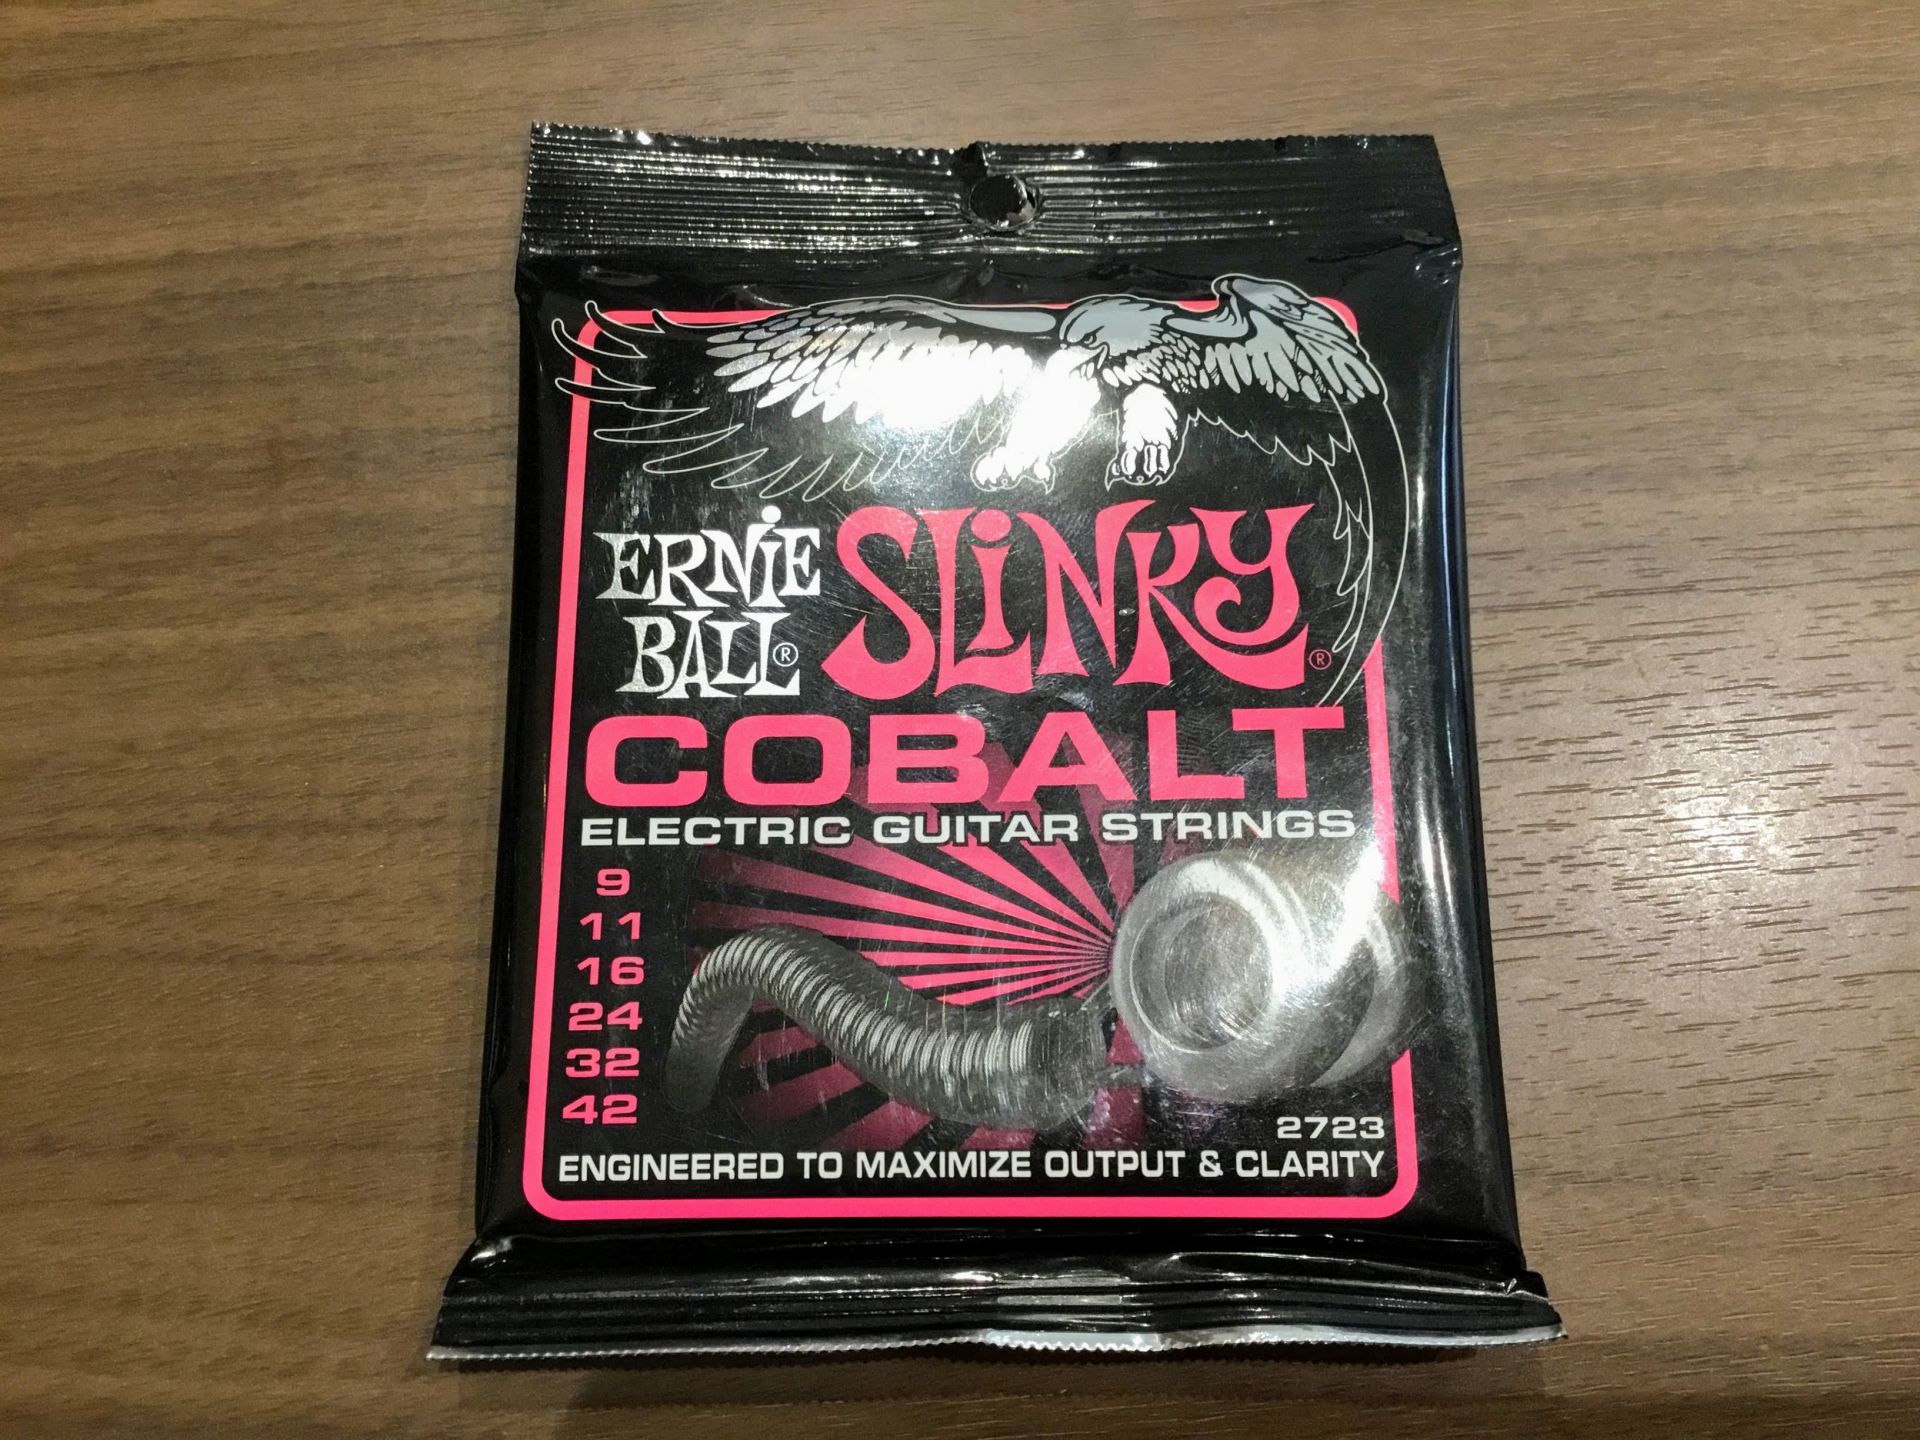 ERNiE
BALL®
SLiNKY®
COBALT
ELECTRIC GUITAR STRINGS
9
11
16
24
32
42
2723
ENGINEERED TO MAXIMIZE OUTPUT & CLARITY